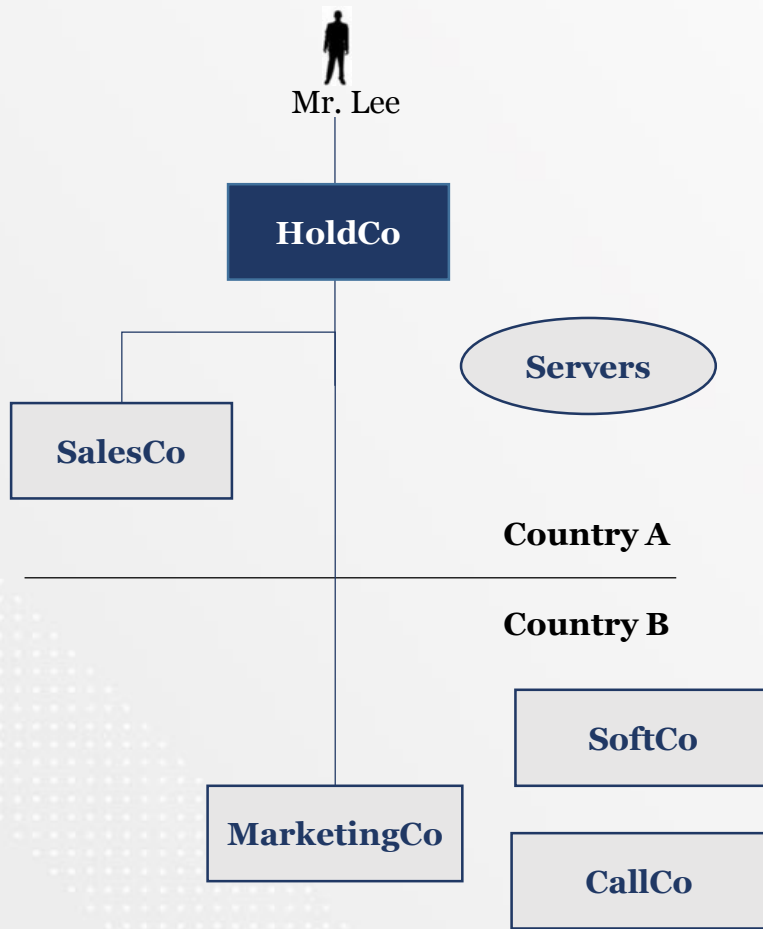 Mr. Lee
HoldCo
Servers
SalesCo
Country A
Country B
SoftCo
MarketingCo
CallCo